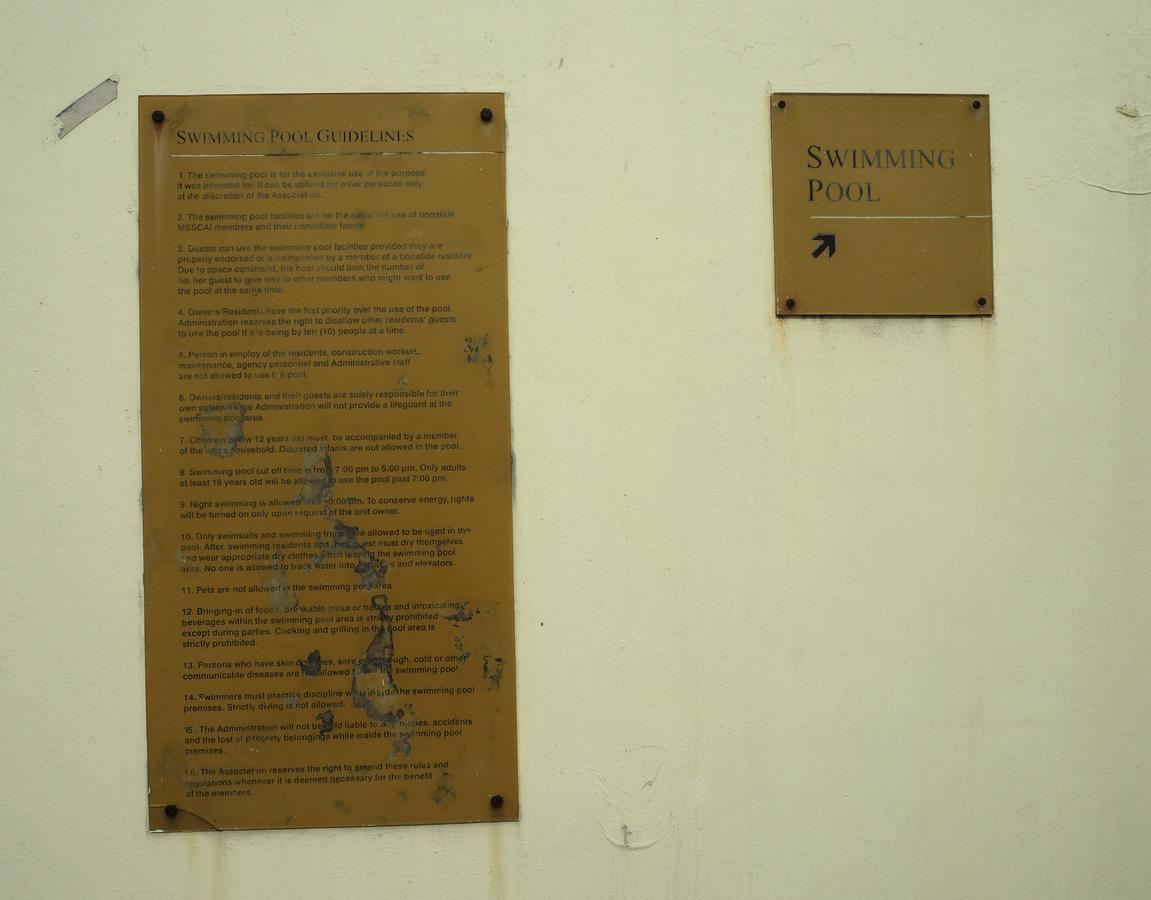 SWIMMING POOL GUIDELINES
1. The swimming pool is for the exclusive use of the purpose
it was intended for. It can be utilized for other purposes only
at the discretion of the Association.
2. The swimming pool facilities are for the exclusive use of bonafide
MSSCAI members and their immediate family.
3. Guests can use the swimming pool facilities provided they are
properly endorsed or accompanied by a member of a bonafide resident.
Due to space constraint, the host should limit the number of
his her guest to give way to other members who might want to use
the pool at the same time.
4. Owners/Residents have the first priority over the use of the pool.
Administration reserves the right to disallow other residents' guests
to use the pool if it is being by ten (10) people at a time.
5. Person in employ of the residents, construction workers,
maintenance, agency personnel and Administrative staff
are not allowed to use the pool.
6. Owners/residents and their guests are solely responsible for their
own safety, Administration will not provide a lifeguard at the
swimming pool area.
7. Children below 12 years old must be accompanied by a member
of the unit's household. Diapered infants are not allowed in the pool.
8. Swimming pool cut off time is from 7:00 pm to 5:00 pm, Only adults
at least 18 years old will be allowed to use the pool past 7:00 pm.
9. Night swimming is allowed until 10:00 pm. To conserve energy, lights
will be turned on only upon request of the unit owner.
10. Only swimsuits and swimming trunks are allowed to be used in the
pool. After, swimming residents and guest must dry themselves
and wear appropriate dry clothes when leaving the swimming pool
area. No one is allowed to track water into and elevators.
11. Pets are not allowed in the swimming pool area.
12. Bringing-in of foods, breakable glass or bottles and intoxicating
beverages within the swimming pool area is strictly prohibited
except during parties. Cooking and grilling in the pool area is
strictly prohibited.
13. Persons who have skin diseases, sore cough, cold or other
communicable diseases are not allowed the swimming pool.
14. Swimmers must practice discipline while inside the swimming pool
premises. Strictly diving is not allowed.
15. The Administration will not be held liable to any injuries, accidents
and the lost of property belongings while inside the swimming pool
premises.
16. The Association reserves the right to amend these rules and
regulations whenever it is deemed necessary for the benefit
of the members.
SWIMMING
POOL